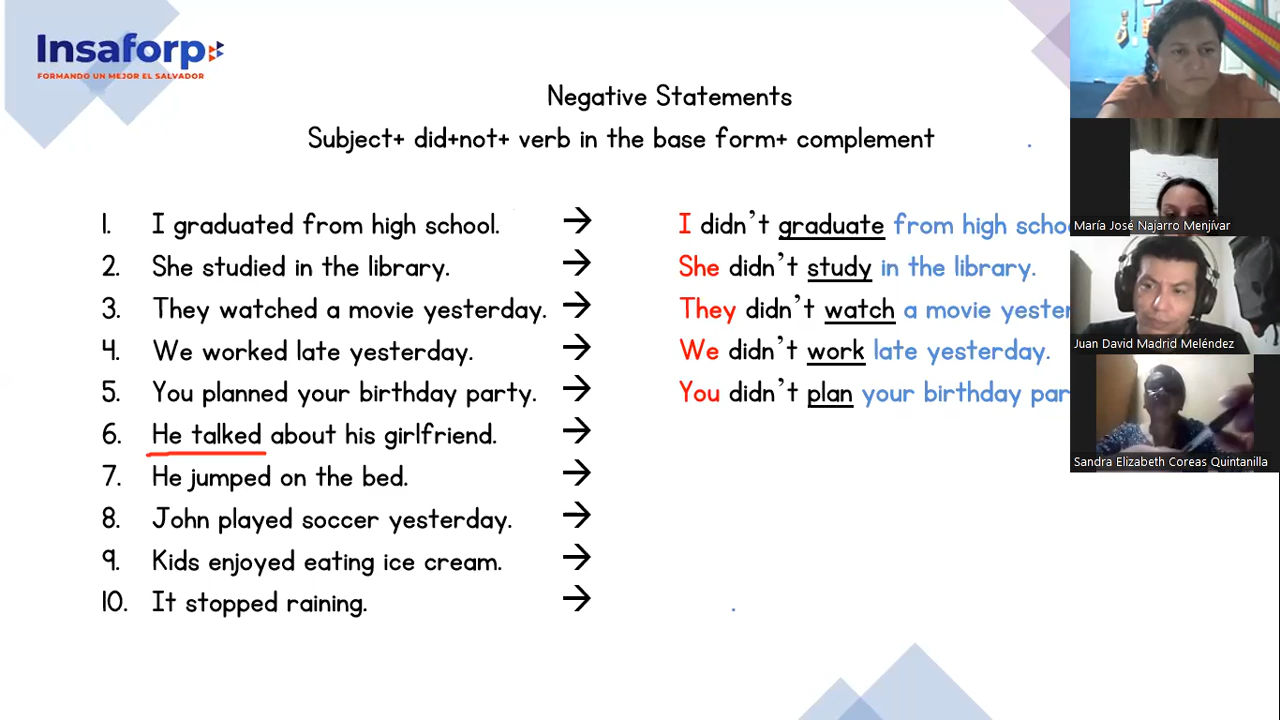 Insaforp
FORMANDO UN MEJOR EL SALVADOR
Negative Statements
Subject+ did+not+ verb in the base form+ complement
1. I graduated from high school. → I didn't graduate from high schoo
2. She studied in the library. → She didn't study in the library.
3. They watched a movie yesterday. → They didn't watch a movie yester
4. We worked late yesterday. → We didn't work late yesterday.
5. You planned your birthday party. → You didn't plan your birthday par
6. He talked about his girlfriend. →
7. He jumped on the bed. →
8. John played soccer yesterday. →
9. Kids enjoyed eating ice cream. →
10. It stopped raining. → .
María José Najarro Menjívar
Juan David Madrid Meléndez
Sandra Elizabeth Coreas Quintanilla